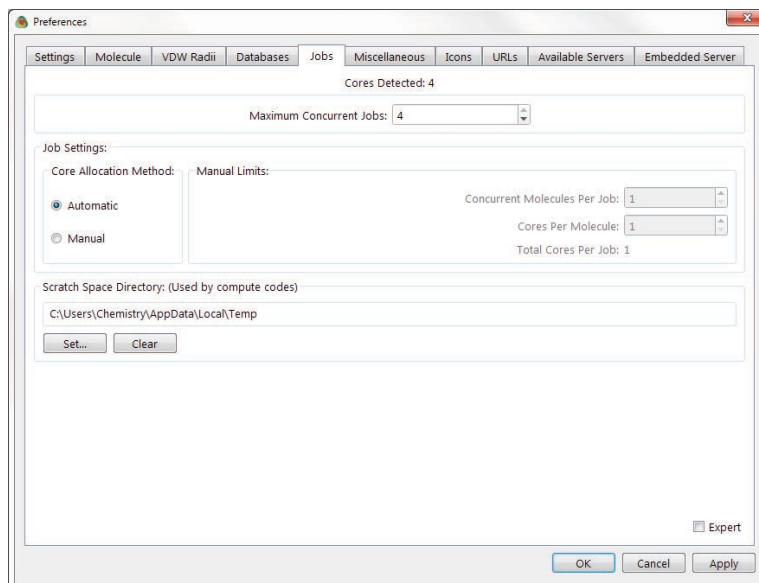 Preferences
Settings Molecule VDW Radii Databases Jobs Miscellaneous Icons URLs Available Servers Embedded Server
Cores Detected: 4
Maximum Concurrent Jobs: 4
Job Settings:
Core Allocation Method: Manual Limits:
Automatic
Concurrent Molecules Per Job: 1
Cores Per Molecule: 1
Manual
Total Cores Per Job: 1
Scratch Space Directory: (Used by compute codes)
C:\Users\Chemistry\AppData\Local\Temp
Set... Clear
Expert
OK Cancel Apply